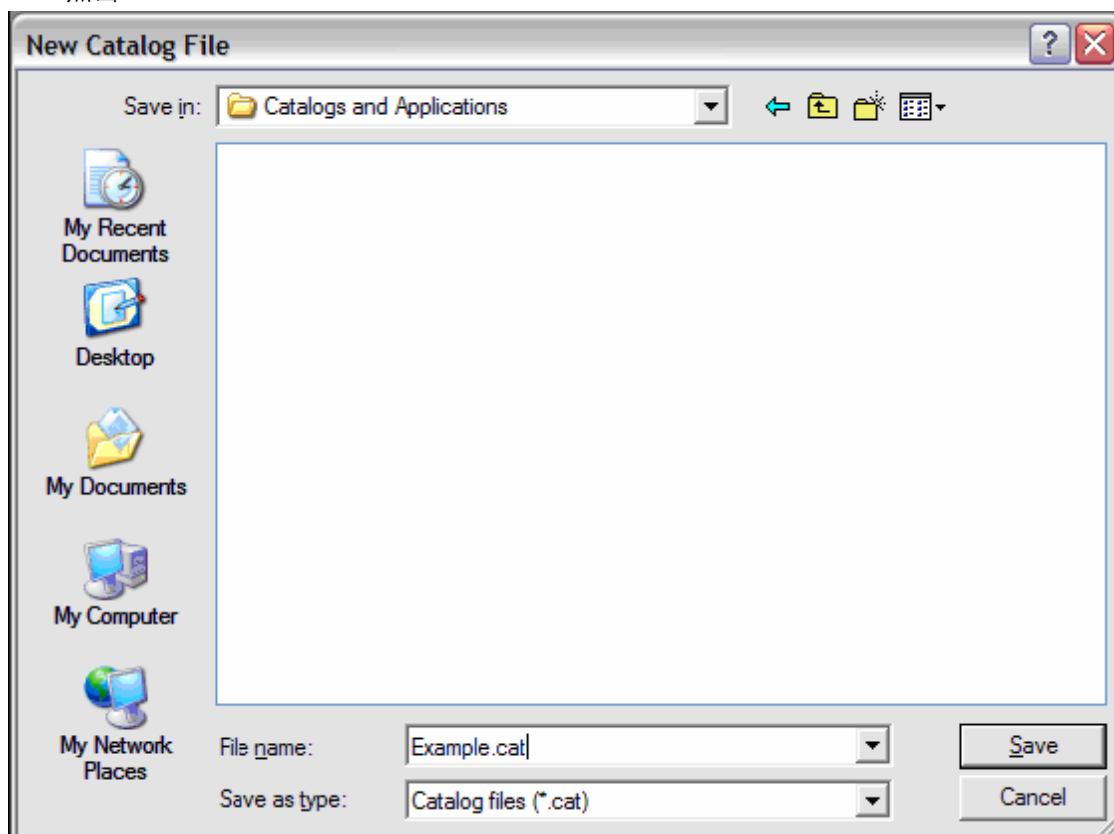 New Catalog File
Save in:
Catalogs and Applications
My Recent
Documents
Desktop
My Documents
My Computer
My Network
Places
File name:
Example.cat
Save
Save as type:
Catalog files (*.cat)
Cancel